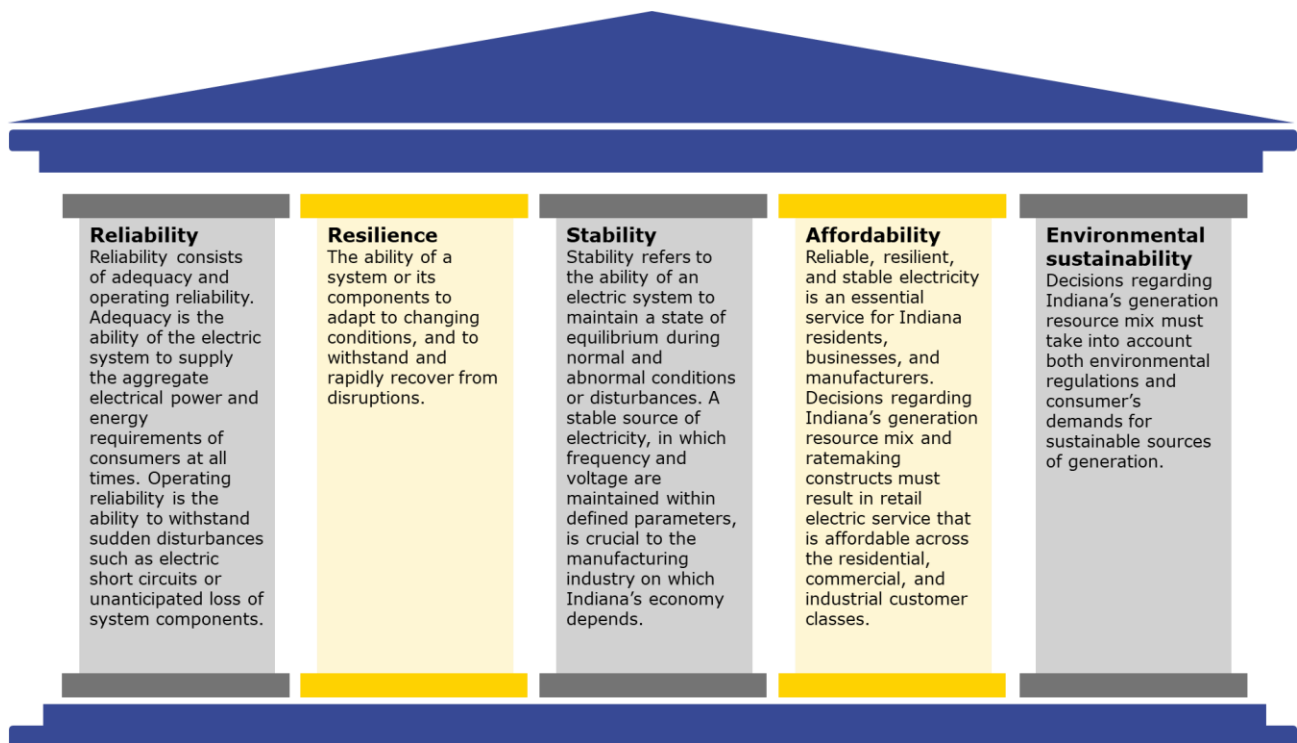 Reliability
Reliability consists
of adequacy and
operating reliability.
Adequacy is the
ability of the electric
system to supply
the aggregate
electrical power and
energy
requirements of
consumers at all
times. Operating
reliability is the
ability to withstand
sudden disturbances
such as electric
short circuits or
unanticipated loss of
system components.
Resilience
The ability of a
system or its
components to
adapt to changing
conditions, and to
withstand and
rapidly recover from
disruptions.
Stability
Stability refers to
the ability of an
electric system to
maintain a state of
equilibrium during
normal and
abnormal conditions
or disturbances. A
stable source of
electricity, in which
frequency and
voltage are
maintained within
defined parameters,
is crucial to the
manufacturing
industry on which
Indiana’s economy
depends.
Affordability
Reliable, resilient,
and stable electricity
is an essential
service for Indiana
residents,
businesses, and
manufacturers.
Decisions regarding
Indiana’s generation
resource mix and
ratemaking
constructs must
result in retail
electric service that
is affordable across
the residential,
commercial, and
industrial customer
classes.
Environmental
sustainability
Decisions regarding
Indiana’s generation
resource mix must
take into account
both environmental
regulations and
consumer’s
demands for
sustainable sources
of generation.